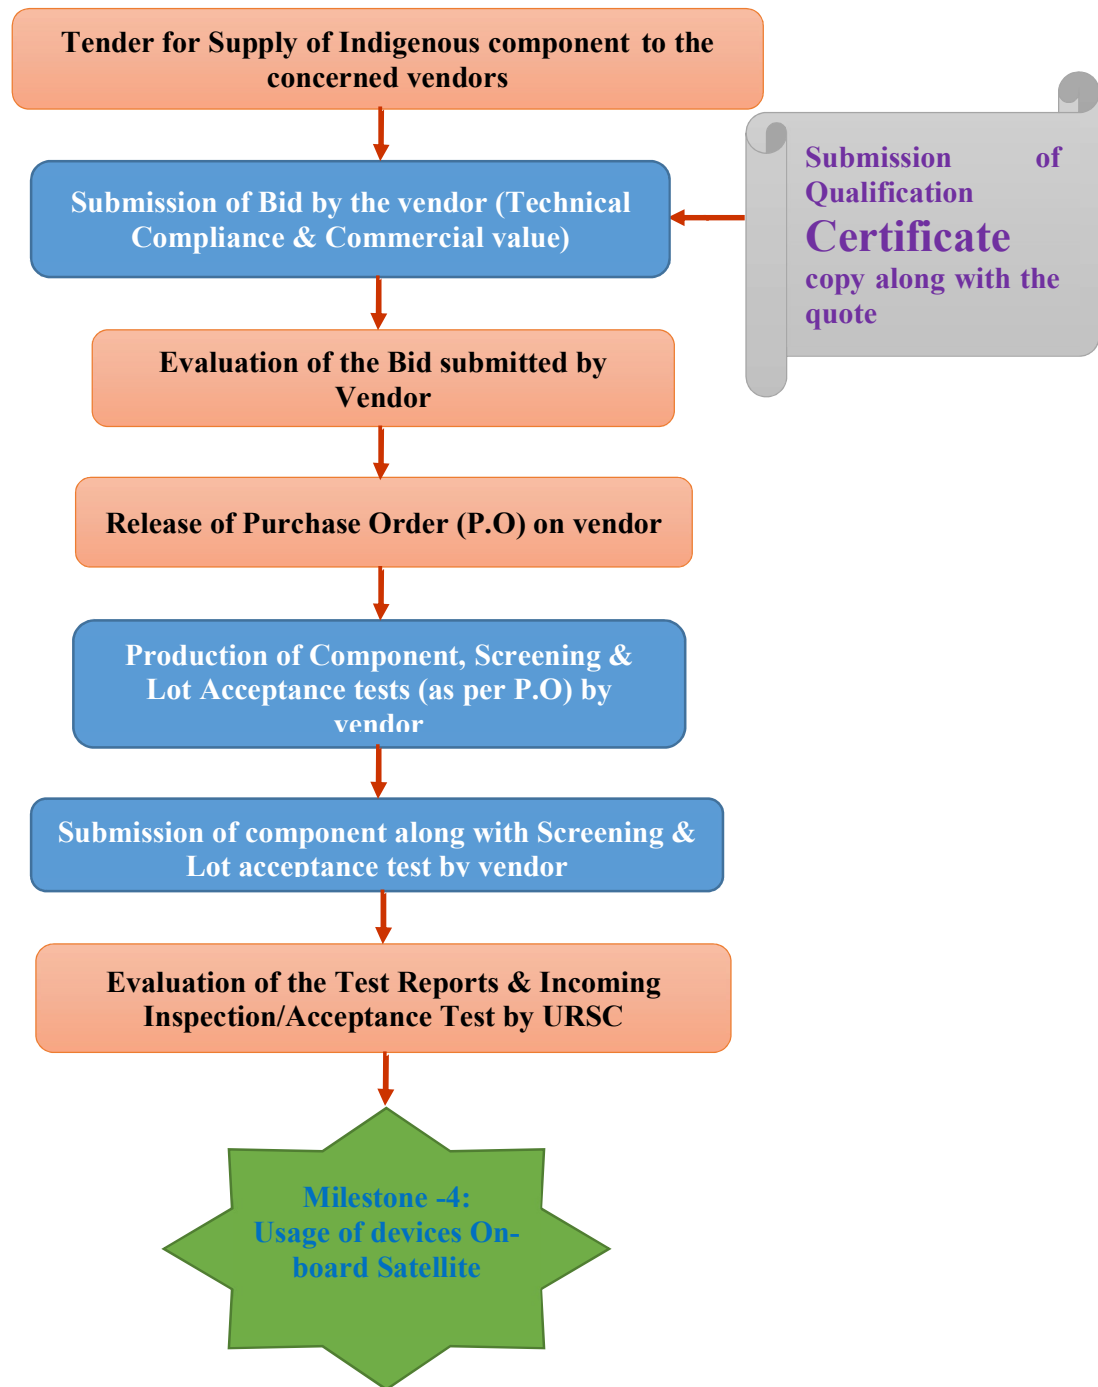 Tender for Supply of Indigenous component to the
concerned vendors
Submission of Bid by the vendor (Technical
Compliance & Commercial value)
Submission of
Qualification
Certificate
copy along with the
quote
Evaluation of the Bid submitted by
Vendor
Release of Purchase Order (P.O) on vendor
Production of Component, Screening &
Lot Acceptance tests (as per P.O) by
vendor
Submission of component along with Screening &
Lot acceptance test by vendor
Evaluation of the Test Reports & Incoming
Inspection/Acceptance Test by URSC
Milestone -4:
Usage of devices On-
board Satellite